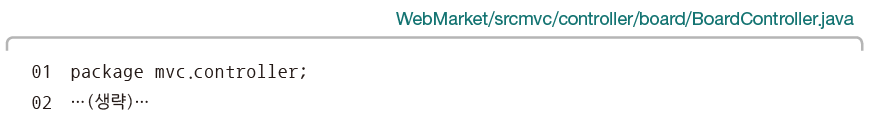 WebMarket/srcmvc/controller/board/BoardController.java
01 package mvc.controller;
02 …(생략)…